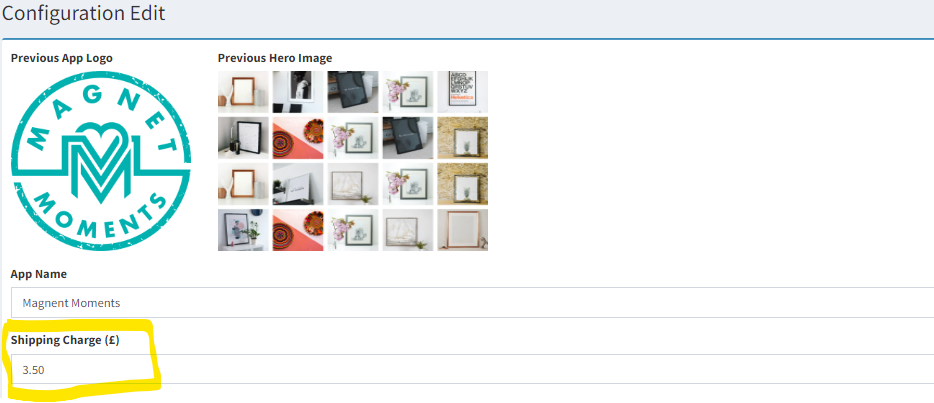 Configuration Edit
Previous App Logo
Previous Hero Image
MAGNET
MOMENTS
App Name
Magnent Moments
Shipping Charge (£)
3.50